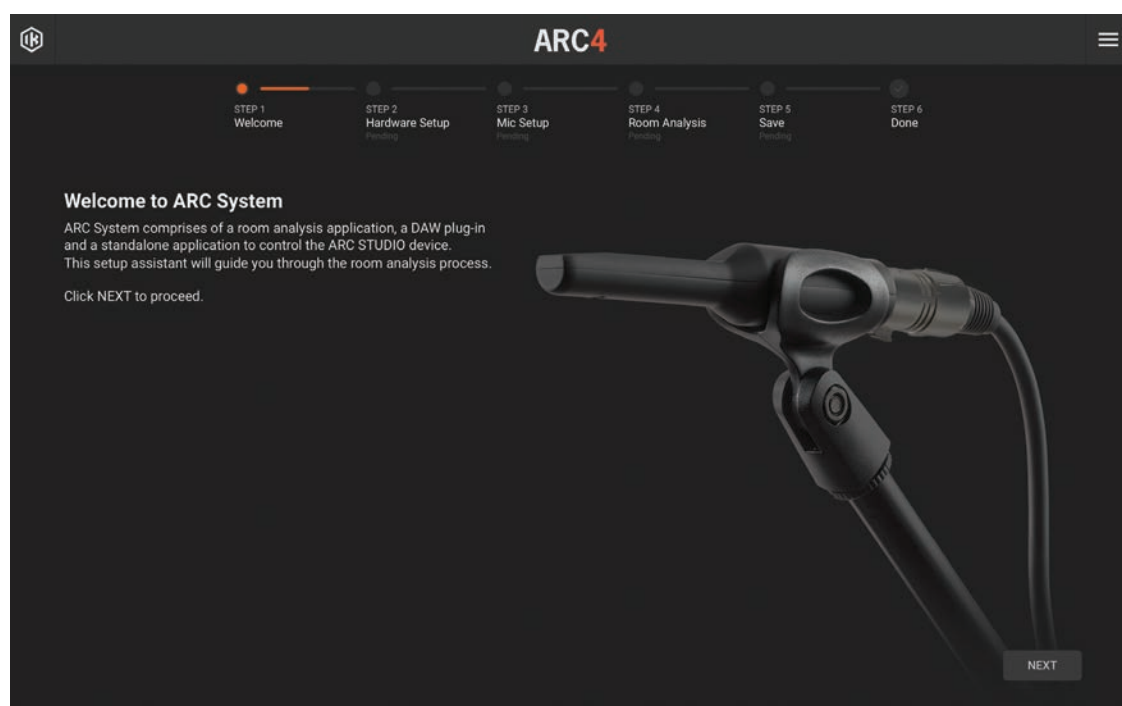 IK
ARC4
STEP 1
Welcome
STEP 2
Hardware Setup
Pending
STEP 3
Mic Setup
Pending
STEP 4
Room Analysis
Pending
STEP 5
Save
Pending
STEP 6
Done
Welcome to ARC System
ARC System comprises of a room analysis application, a DAW plug-in
and a standalone application to control the ARC STUDIO device.
This setup assistant will guide you through the room analysis process.
Click NEXT to proceed.
NEXT